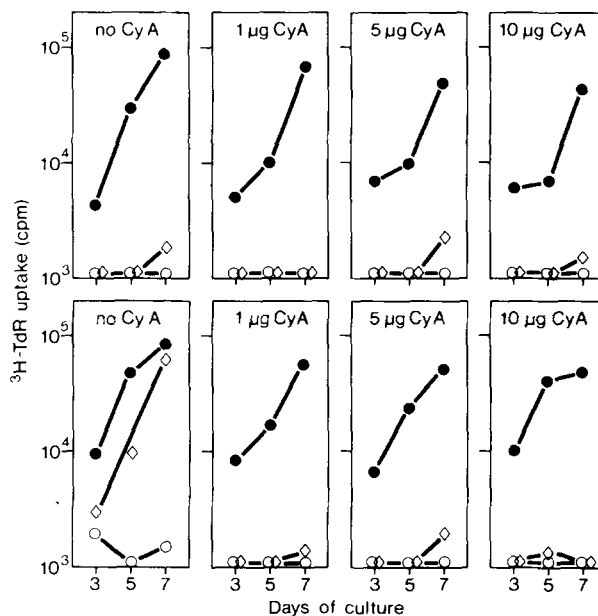 no CyA
1 µg CyA
5 µg CyA
10 µg CyA
10⁵
10⁴
10³
³H-TdR uptake (cpm)
no CyA
1 µg CyA
5 µg CyA
10 µg CyA
10⁵
10⁴
10³
3 5 7 3 5 7 3 5 7 3 5 7
Days of culture